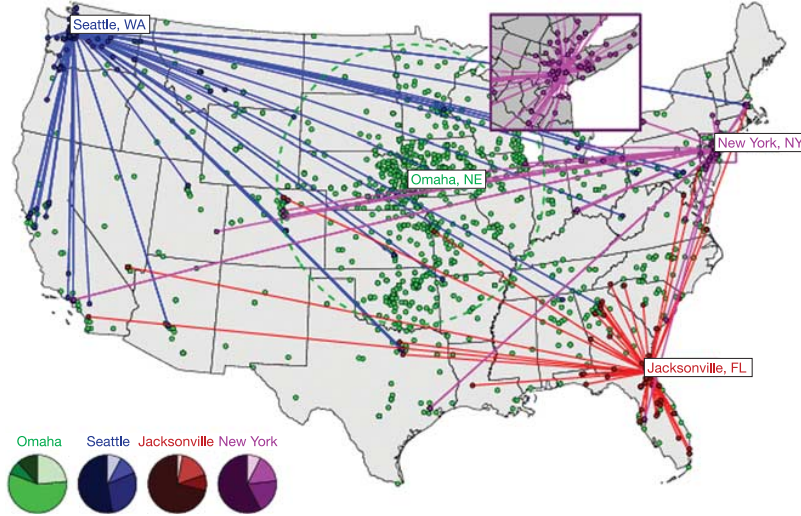 Seattle, WA
New York, NY
Omaha, NE
Jacksonville, FL
Omaha Seattle Jacksonville New York